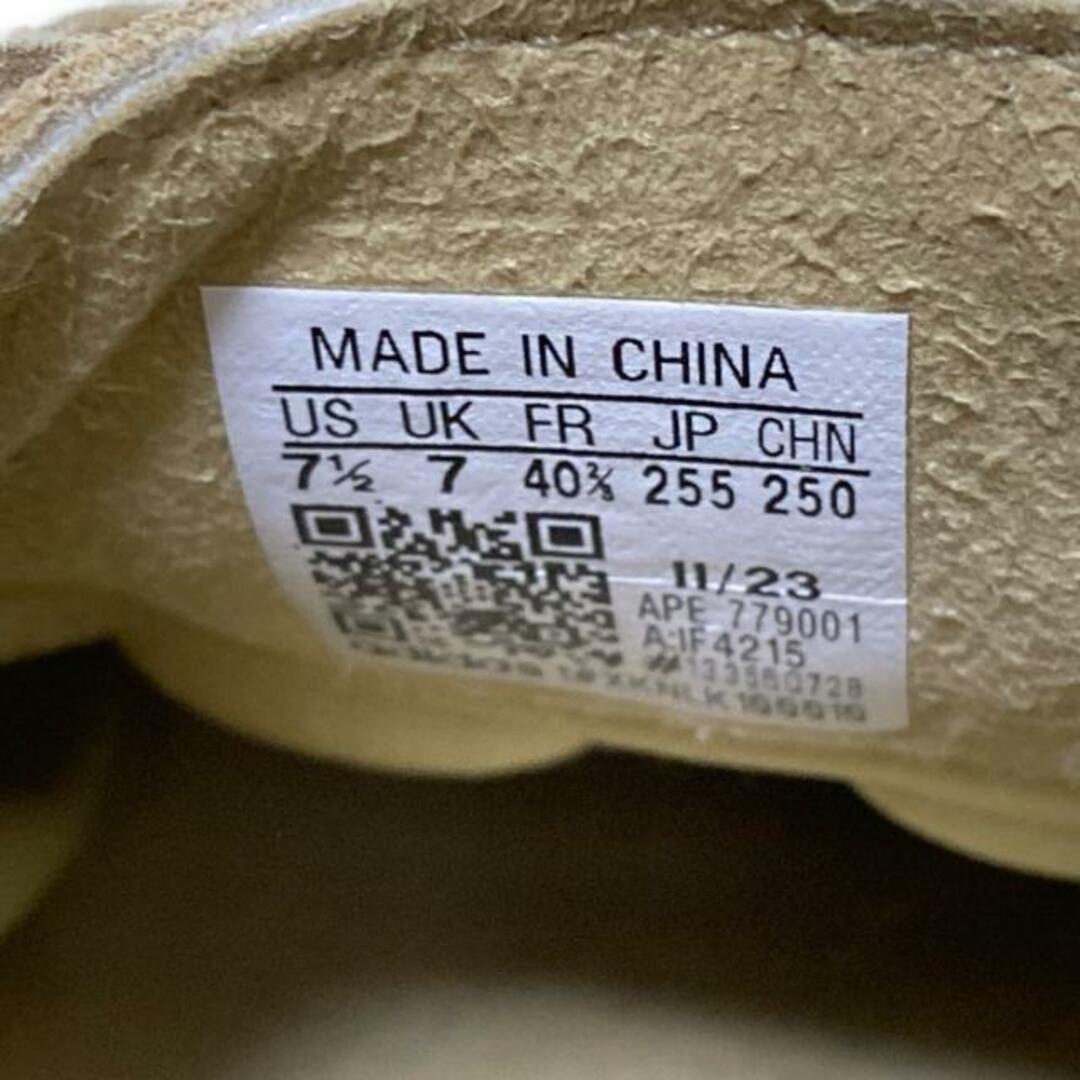 MADE IN CHINA
US UK FR JP CHN
7½ 7 40⅔ 255 250
11/23
APE 779001
A:IF4215